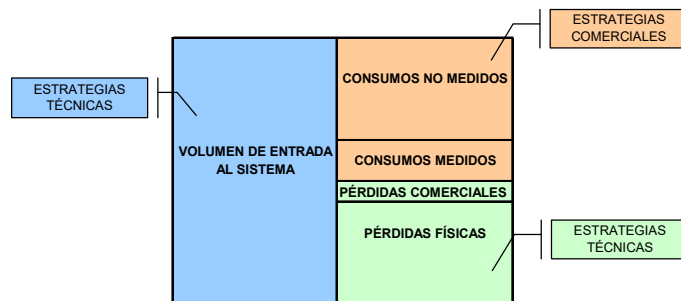 ESTRATEGIAS
COMERCIALES
ESTRATEGIAS
TÉCNICAS
CONSUMOS NO MEDIDOS
VOLUMEN DE ENTRADA
AL SISTEMA
CONSUMOS MEDIDOS
PÉRDIDAS COMERCIALES
PÉRDIDAS FÍSICAS
ESTRATEGIAS
TÉCNICAS